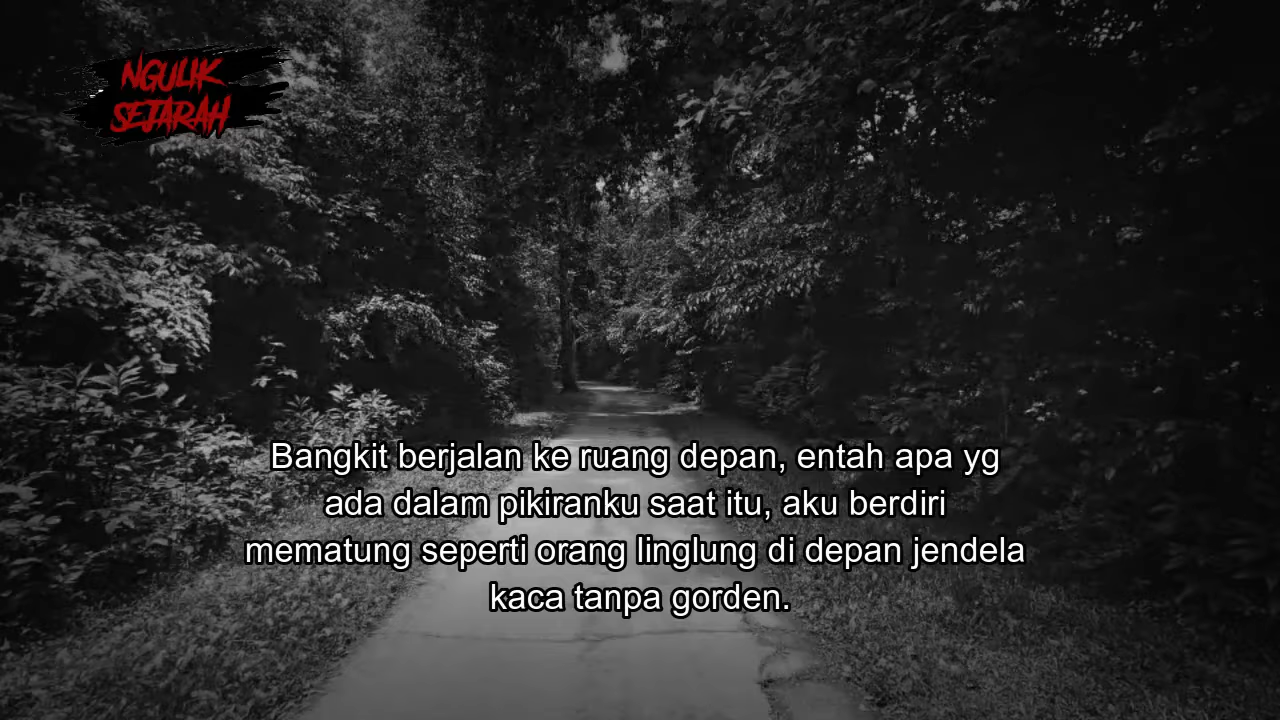 NGULIK
SEJARAH
Bangkit berjalan ke ruang depan, entah apa yg
ada dalam pikiranku saat itu, aku berdiri
mematung seperti orang linglung di depan jendela
kaca tanpa gorden.